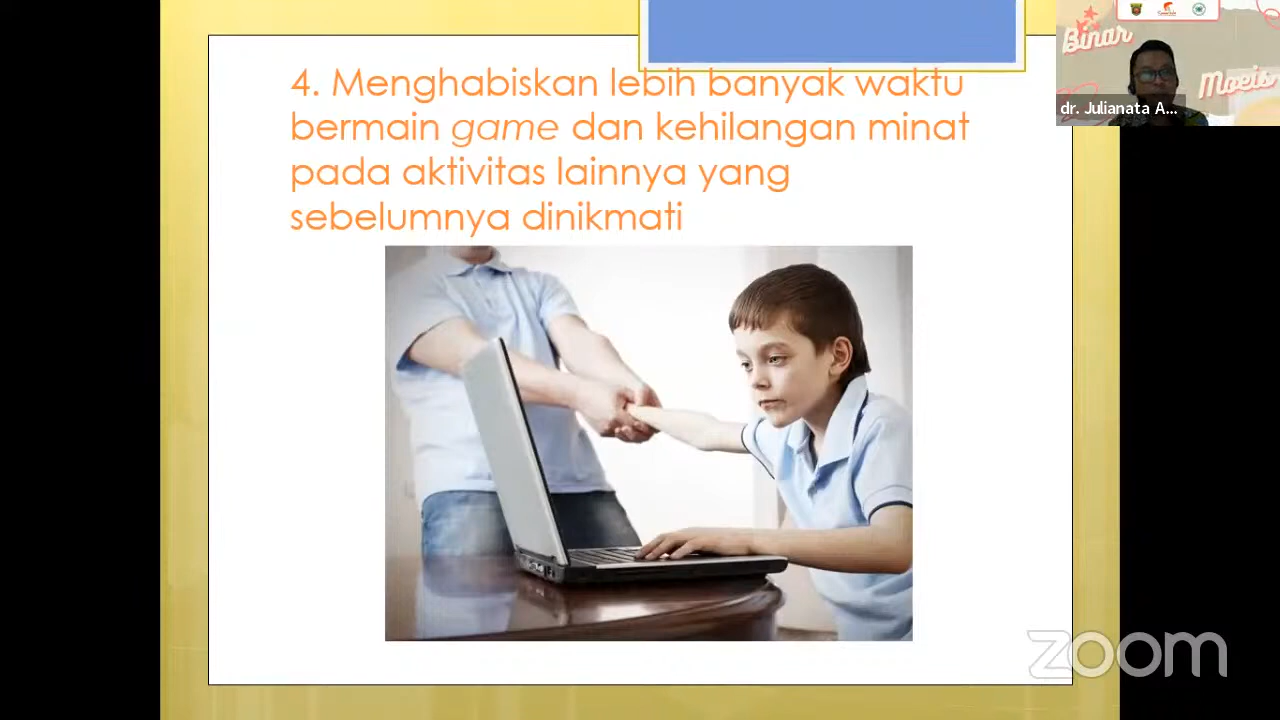 4. Menghabiskan lebih banyak waktu
bermain game dan kehilangan minat
pada aktivitas lainnya yang
sebelumnya dinikmati
Binar
Moeis
dr. Julianata A...
zoom